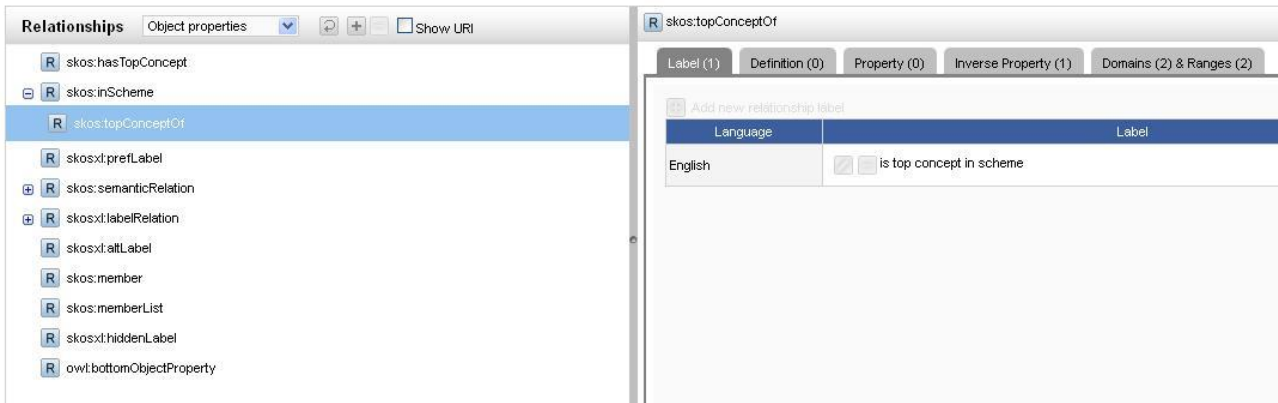 Relationships Object properties Show URI
R skos:hasTopConcept
R skos:inScheme
R skos:topConceptOf
R skosxl:prefLabel
R skos:semanticRelation
R skosxl:labelRelation
R skosxl:altLabel
R skos:member
R skos:memberList
R skosxl:hiddenLabel
R owl:bottomObjectProperty
R skos:topConceptOf
Label (1) Definition (0) Property (0) Inverse Property (1) Domains (2) & Ranges (2)
Add new relationship label
Language Label
English is top concept in scheme